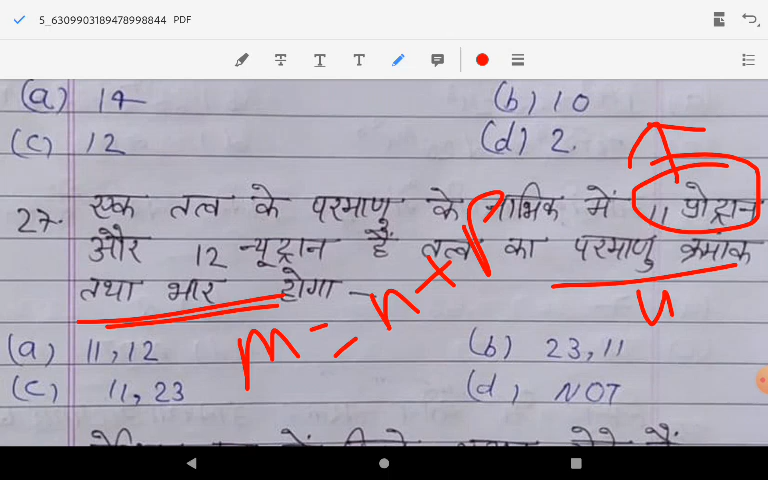 5_6309903189478998844 PDF
(a) 14 (b) 10
(c) 12 (d) 2.
27. एक तत्व के परमाणु के नाभिक में 11 प्रोट्रान
और 12 न्यूट्रान हैं तत्व का परमाणु क्रमांक
तथा भार होगा –
m = n + p
n
(a) 11, 12 (b) 23, 11
(c) 11, 23 (d) NOT